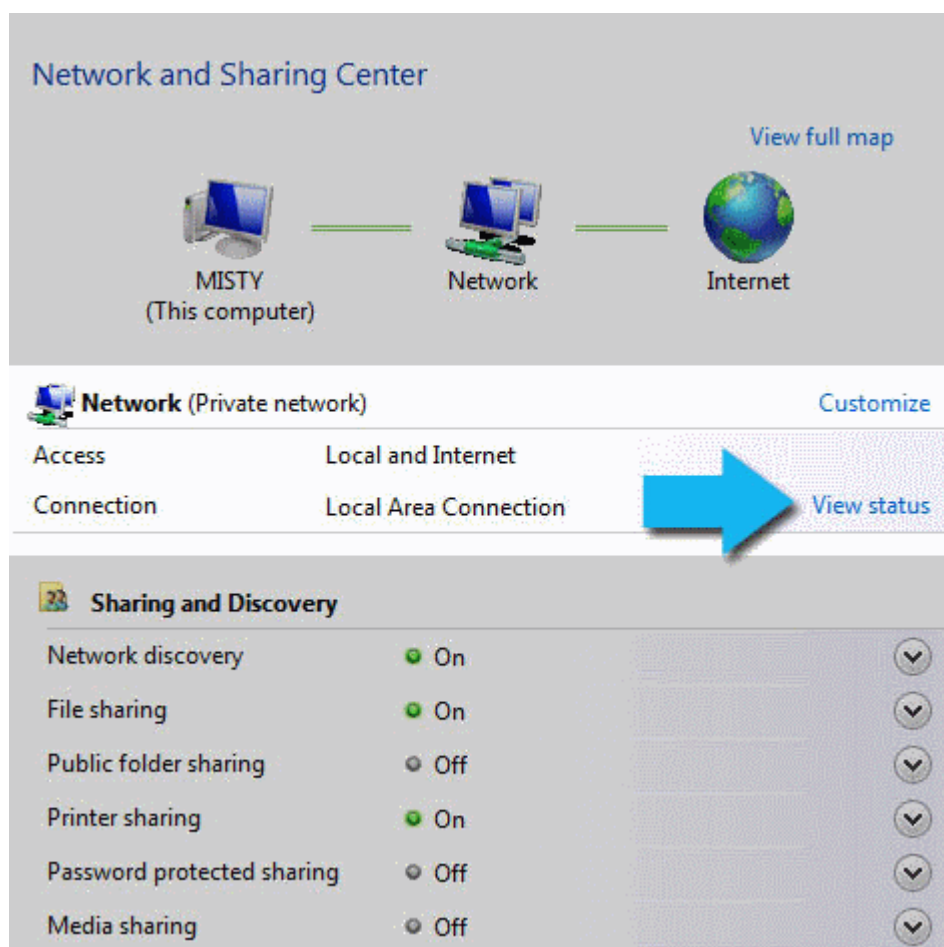 Network and Sharing Center
View full map
MISTY
(This computer)
Network
Internet
Network (Private network) Customize
Access Local and Internet
Connection Local Area Connection View status
Sharing and Discovery
Network discovery On
File sharing On
Public folder sharing Off
Printer sharing On
Password protected sharing Off
Media sharing Off